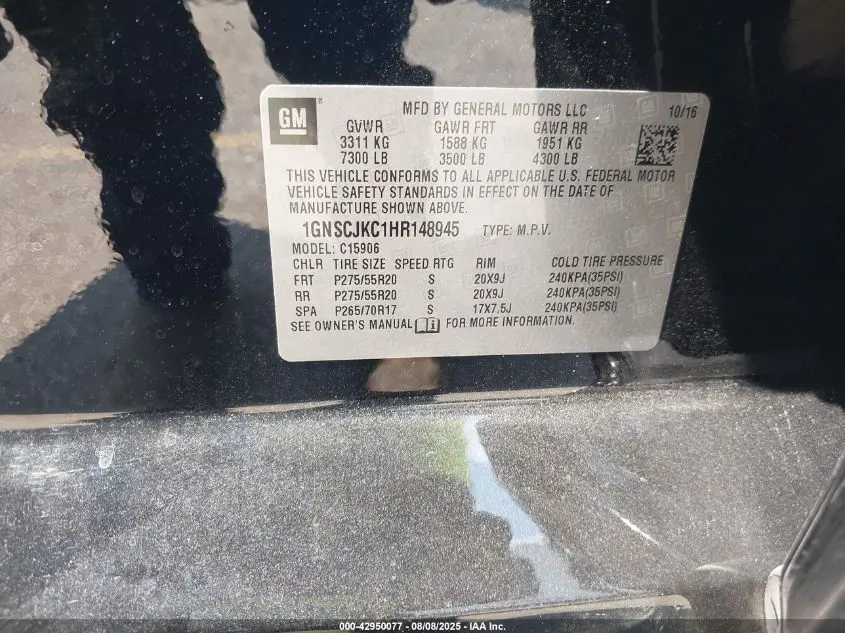 GM
MFD BY GENERAL MOTORS LLC 10/16
GVWR GAWR FRT GAWR RR
3311 KG 1588 KG 1951 KG
7300 LB 3500 LB 4300 LB
THIS VEHICLE CONFORMS TO ALL APPLICABLE U.S. FEDERAL MOTOR
VEHICLE SAFETY STANDARDS IN EFFECT ON THE DATE OF
MANUFACTURE SHOWN ABOVE.
1GNSCJKC1HR148945 TYPE: M.P.V.
MODEL: C15906
CHLR TIRE SIZE SPEED RTG RIM COLD TIRE PRESSURE
FRT P275/55R20 S 20X9J 240KPA(35PSI)
RR P275/55R20 S 20X9J 240KPA(35PSI)
SPA P265/70R17 S 17X7.5J 240KPA(35PSI)
SEE OWNER'S MANUAL FOR MORE INFORMATION.
000-42950077 - 08/08/2025 - IAA Inc.